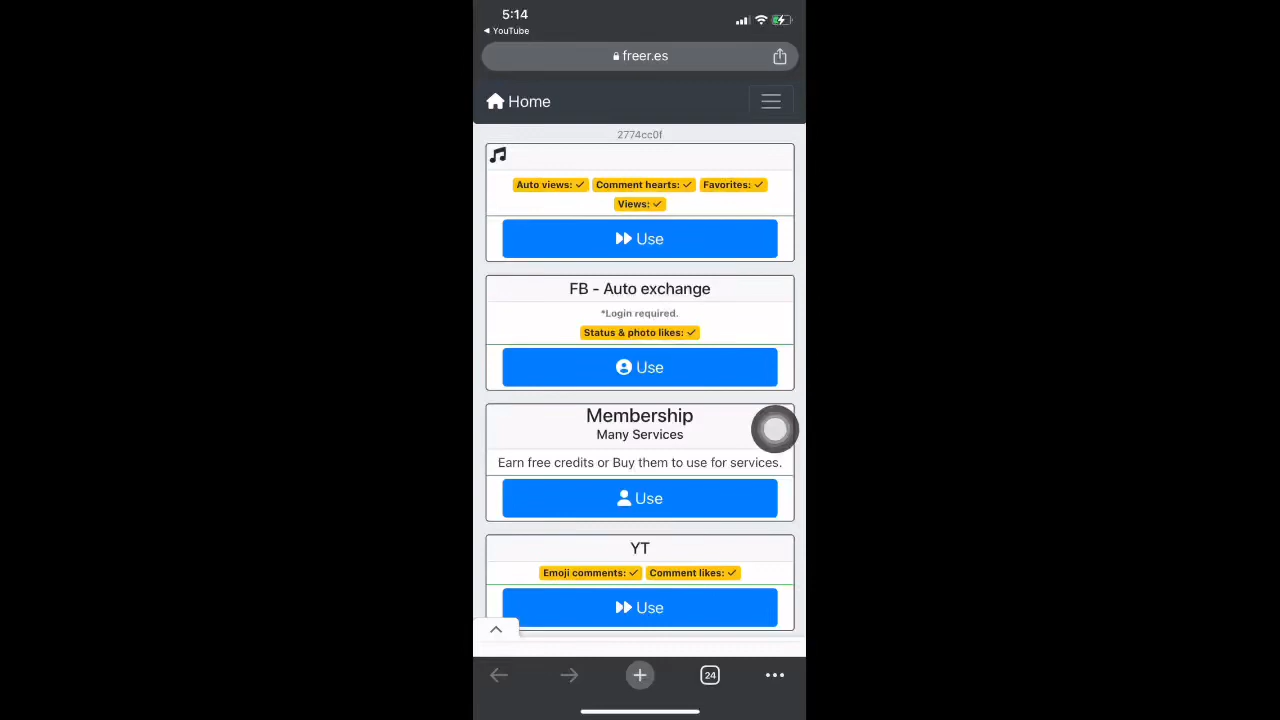 5:14
YouTube
freer.es
Home
2774cc0f
Auto views: Comment hearts: Favorites:
Views:
Use
FB - Auto exchange
*Login required.
Status & photo likes:
Use
Membership
Many Services
Earn free credits or Buy them to use for services.
Use
YT
Emoji comments: Comment likes:
Use
24